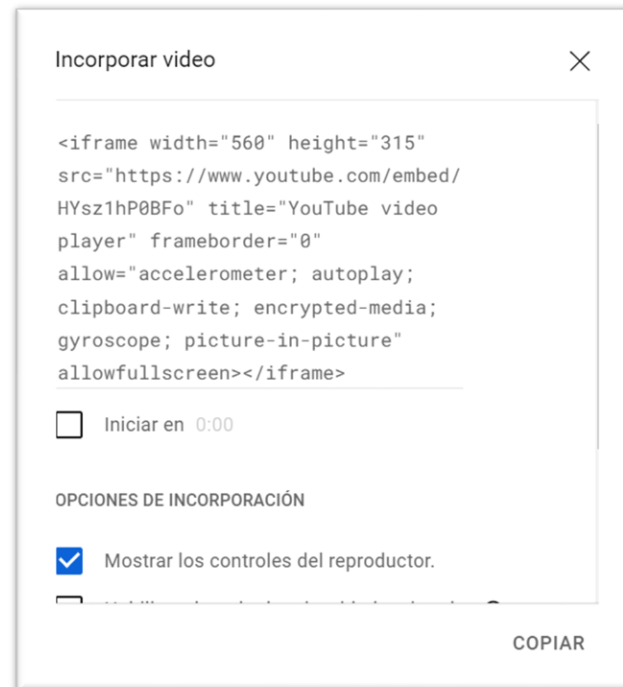 Incorporar video
<iframe width="560" height="315"
src="https://www.youtube.com/embed/
HYsz1hP0BFo" title="YouTube video
player" frameborder="0"
allow="accelerometer; autoplay;
clipboard-write; encrypted-media;
gyroscope; picture-in-picture"
allowfullscreen></iframe>
Iniciar en 0:00
OPCIONES DE INCORPORACIÓN
Mostrar los controles del reproductor.
COPIAR